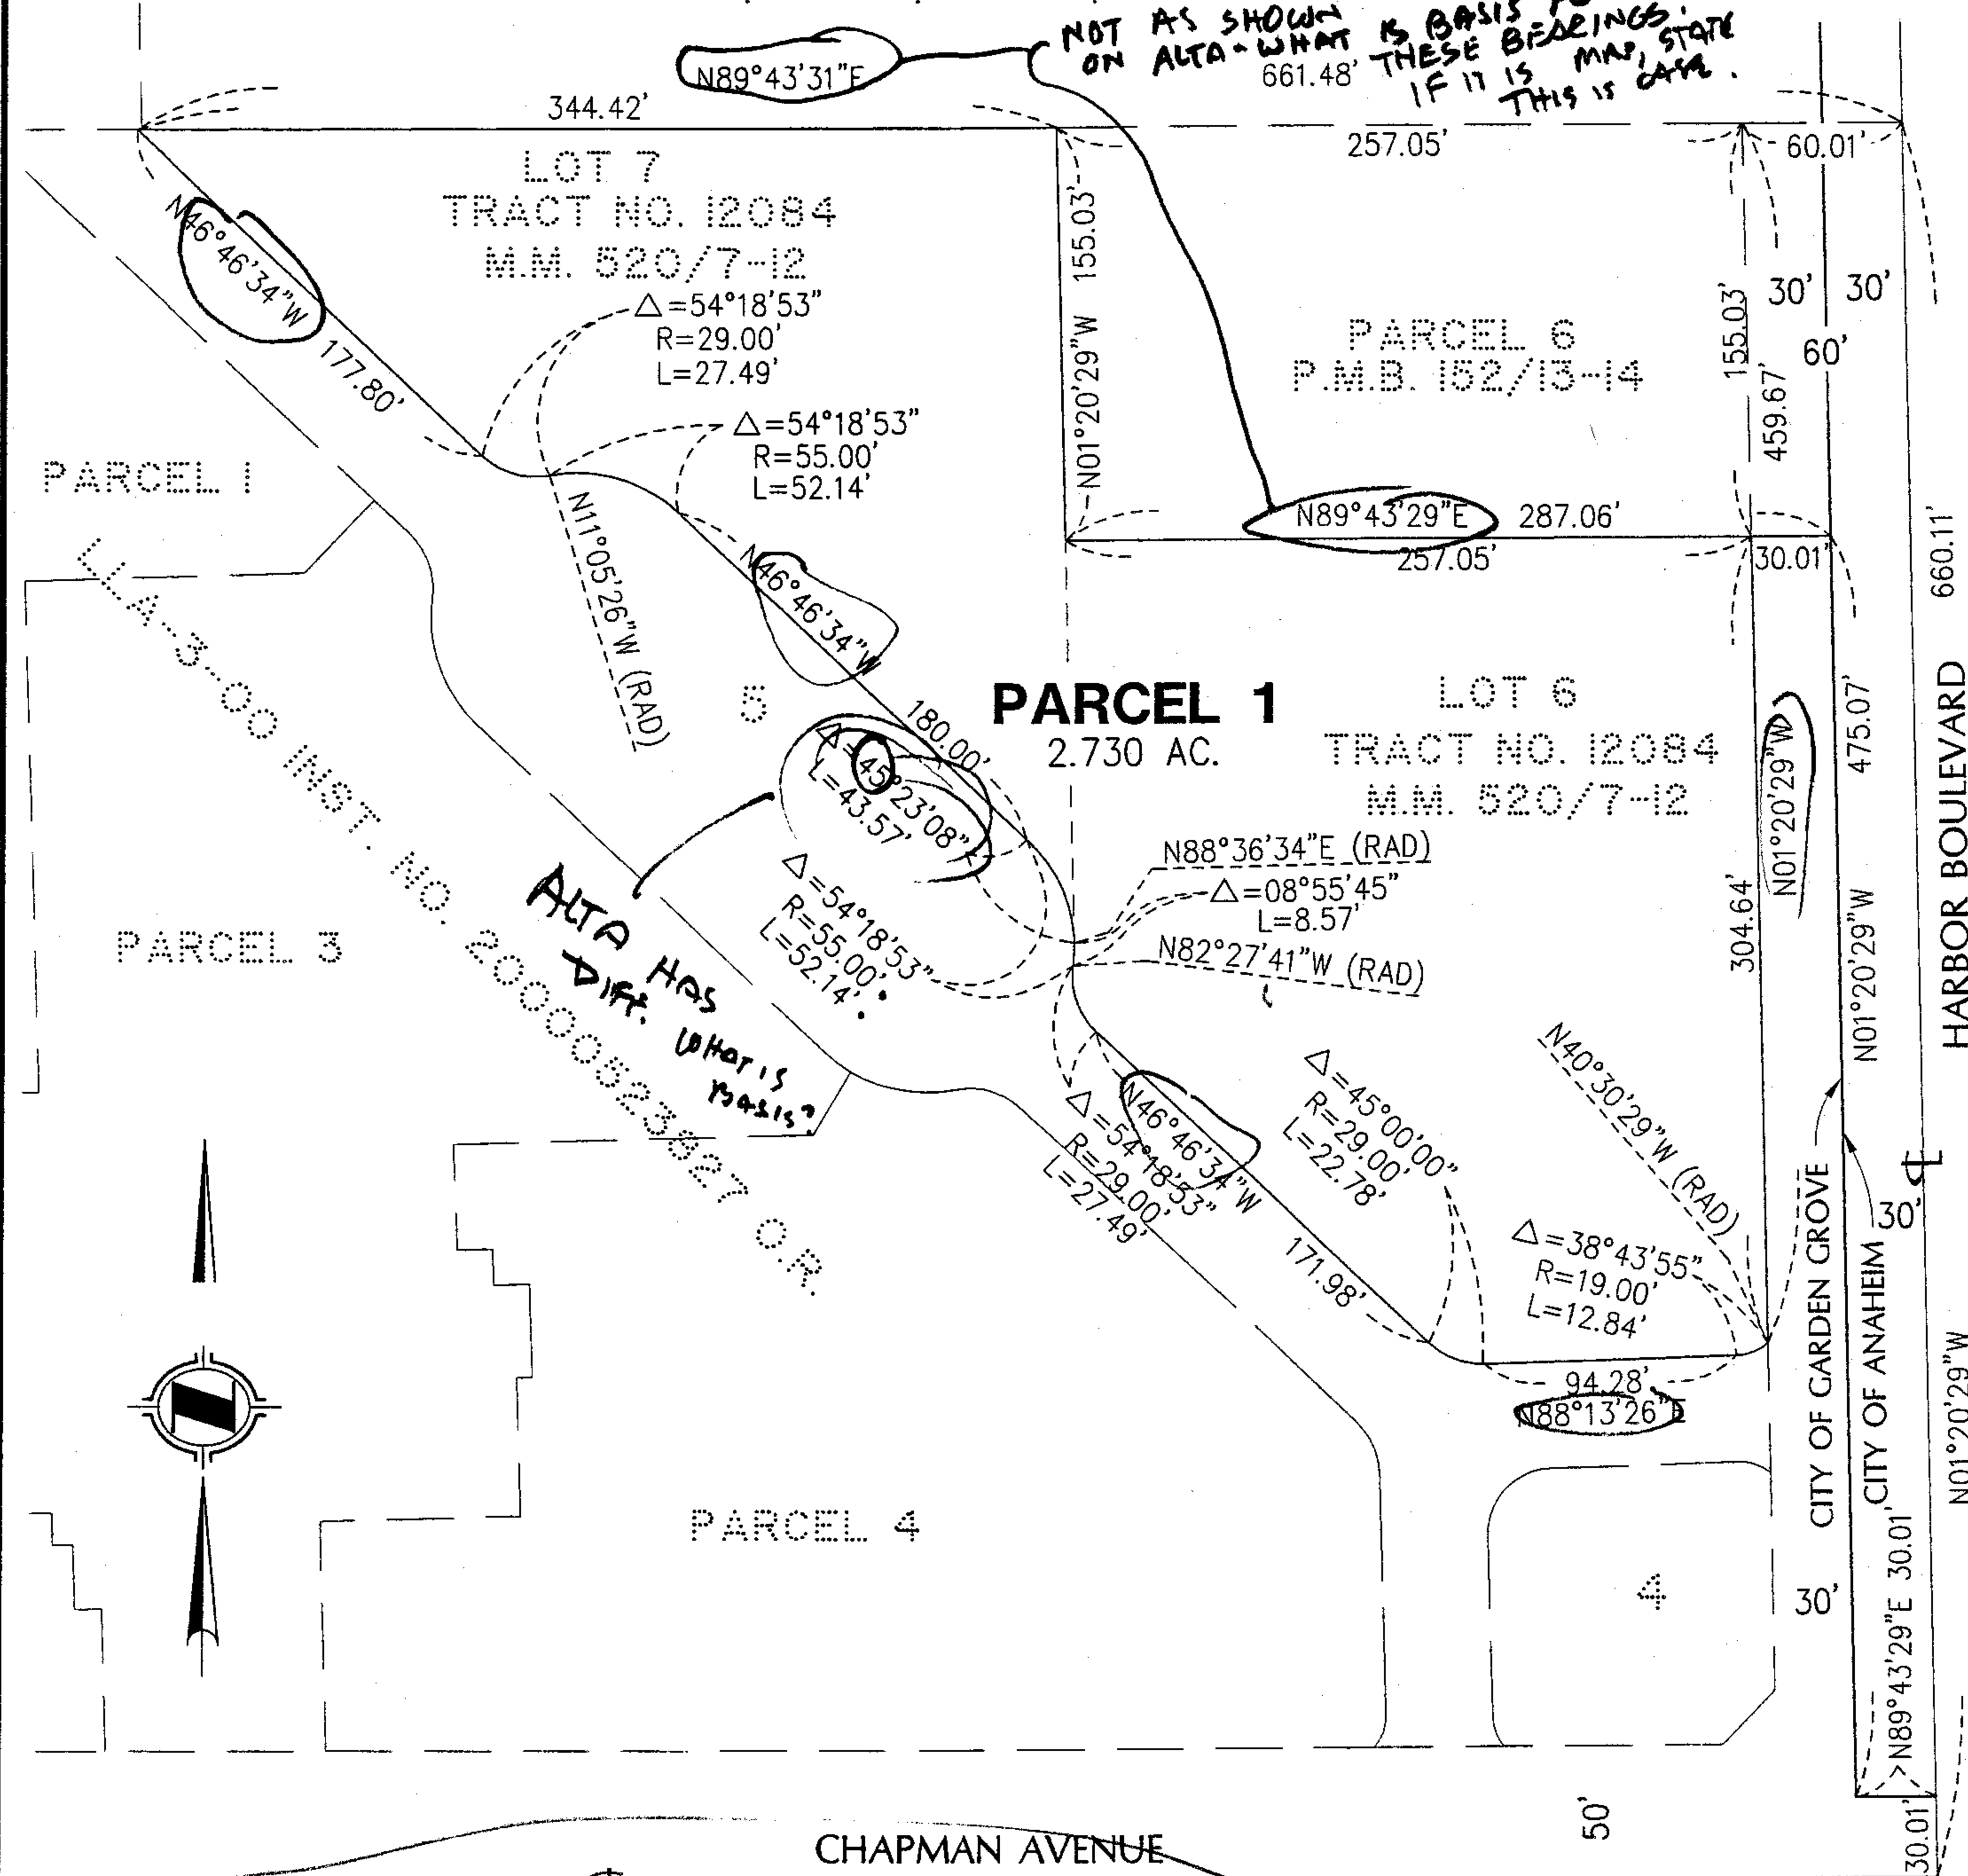 NOT AS SHOWN IS BASIS
ON ALTA - WHAT THESE BEARINGS.
IF IT IS MAP, STATE
THIS IS CASE.
N89°43'31"E
661.48'
344.42'
257.05'
60.01'
LOT 7
TRACT NO. 12084
M.M. 520/7-12
N46°46'34"W
177.80'
△=54°18'53"
R=29.00'
L=27.49'
△=54°18'53"
R=55.00'
L=52.14'
N01°20'29"W 155.03'
PARCEL 6
P.M.B. 152/13-14
155.03'
459.67'
30' 30'
60'
PARCEL 1
N11°05'26"W (RAD)
N89°43'29"E 287.06'
257.05'
30.01'
660.11'
LLA-3-00 INST. NO. 20000523827 O.R.
N46°46'34"W
180.00'
5
PARCEL 1
2.730 AC.
LOT 6
TRACT NO. 12084
M.M. 520/7-12
N01°20'29"W
475.07'
HARBOR BOULEVARD
△=45°23'08"
L=43.57'
N88°36'34"E (RAD)
△=08°55'45"
L=8.57'
N82°27'41"W (RAD)
△=54°18'53"
R=55.00'
L=52.14'
304.64'
N01°20'29"W
PARCEL 3
ALTA HAS
DIFF. WHAT IS
BASIS?
N46°46'34"W
171.98'
△=54°18'53"
R=29.00'
L=27.49'
△=45°00'00"
R=29.00'
L=22.78'
N40°30'29"W (RAD)
△=38°43'55"
R=19.00'
L=12.84'
94.28'
N88°13'26"E
CITY OF GARDEN GROVE
CITY OF ANAHEIM
30'
℄
N01°20'29"W
N
PARCEL 4
4
30'
N89°43'29"E 30.01'
50'
30.01'
CHAPMAN AVENUE